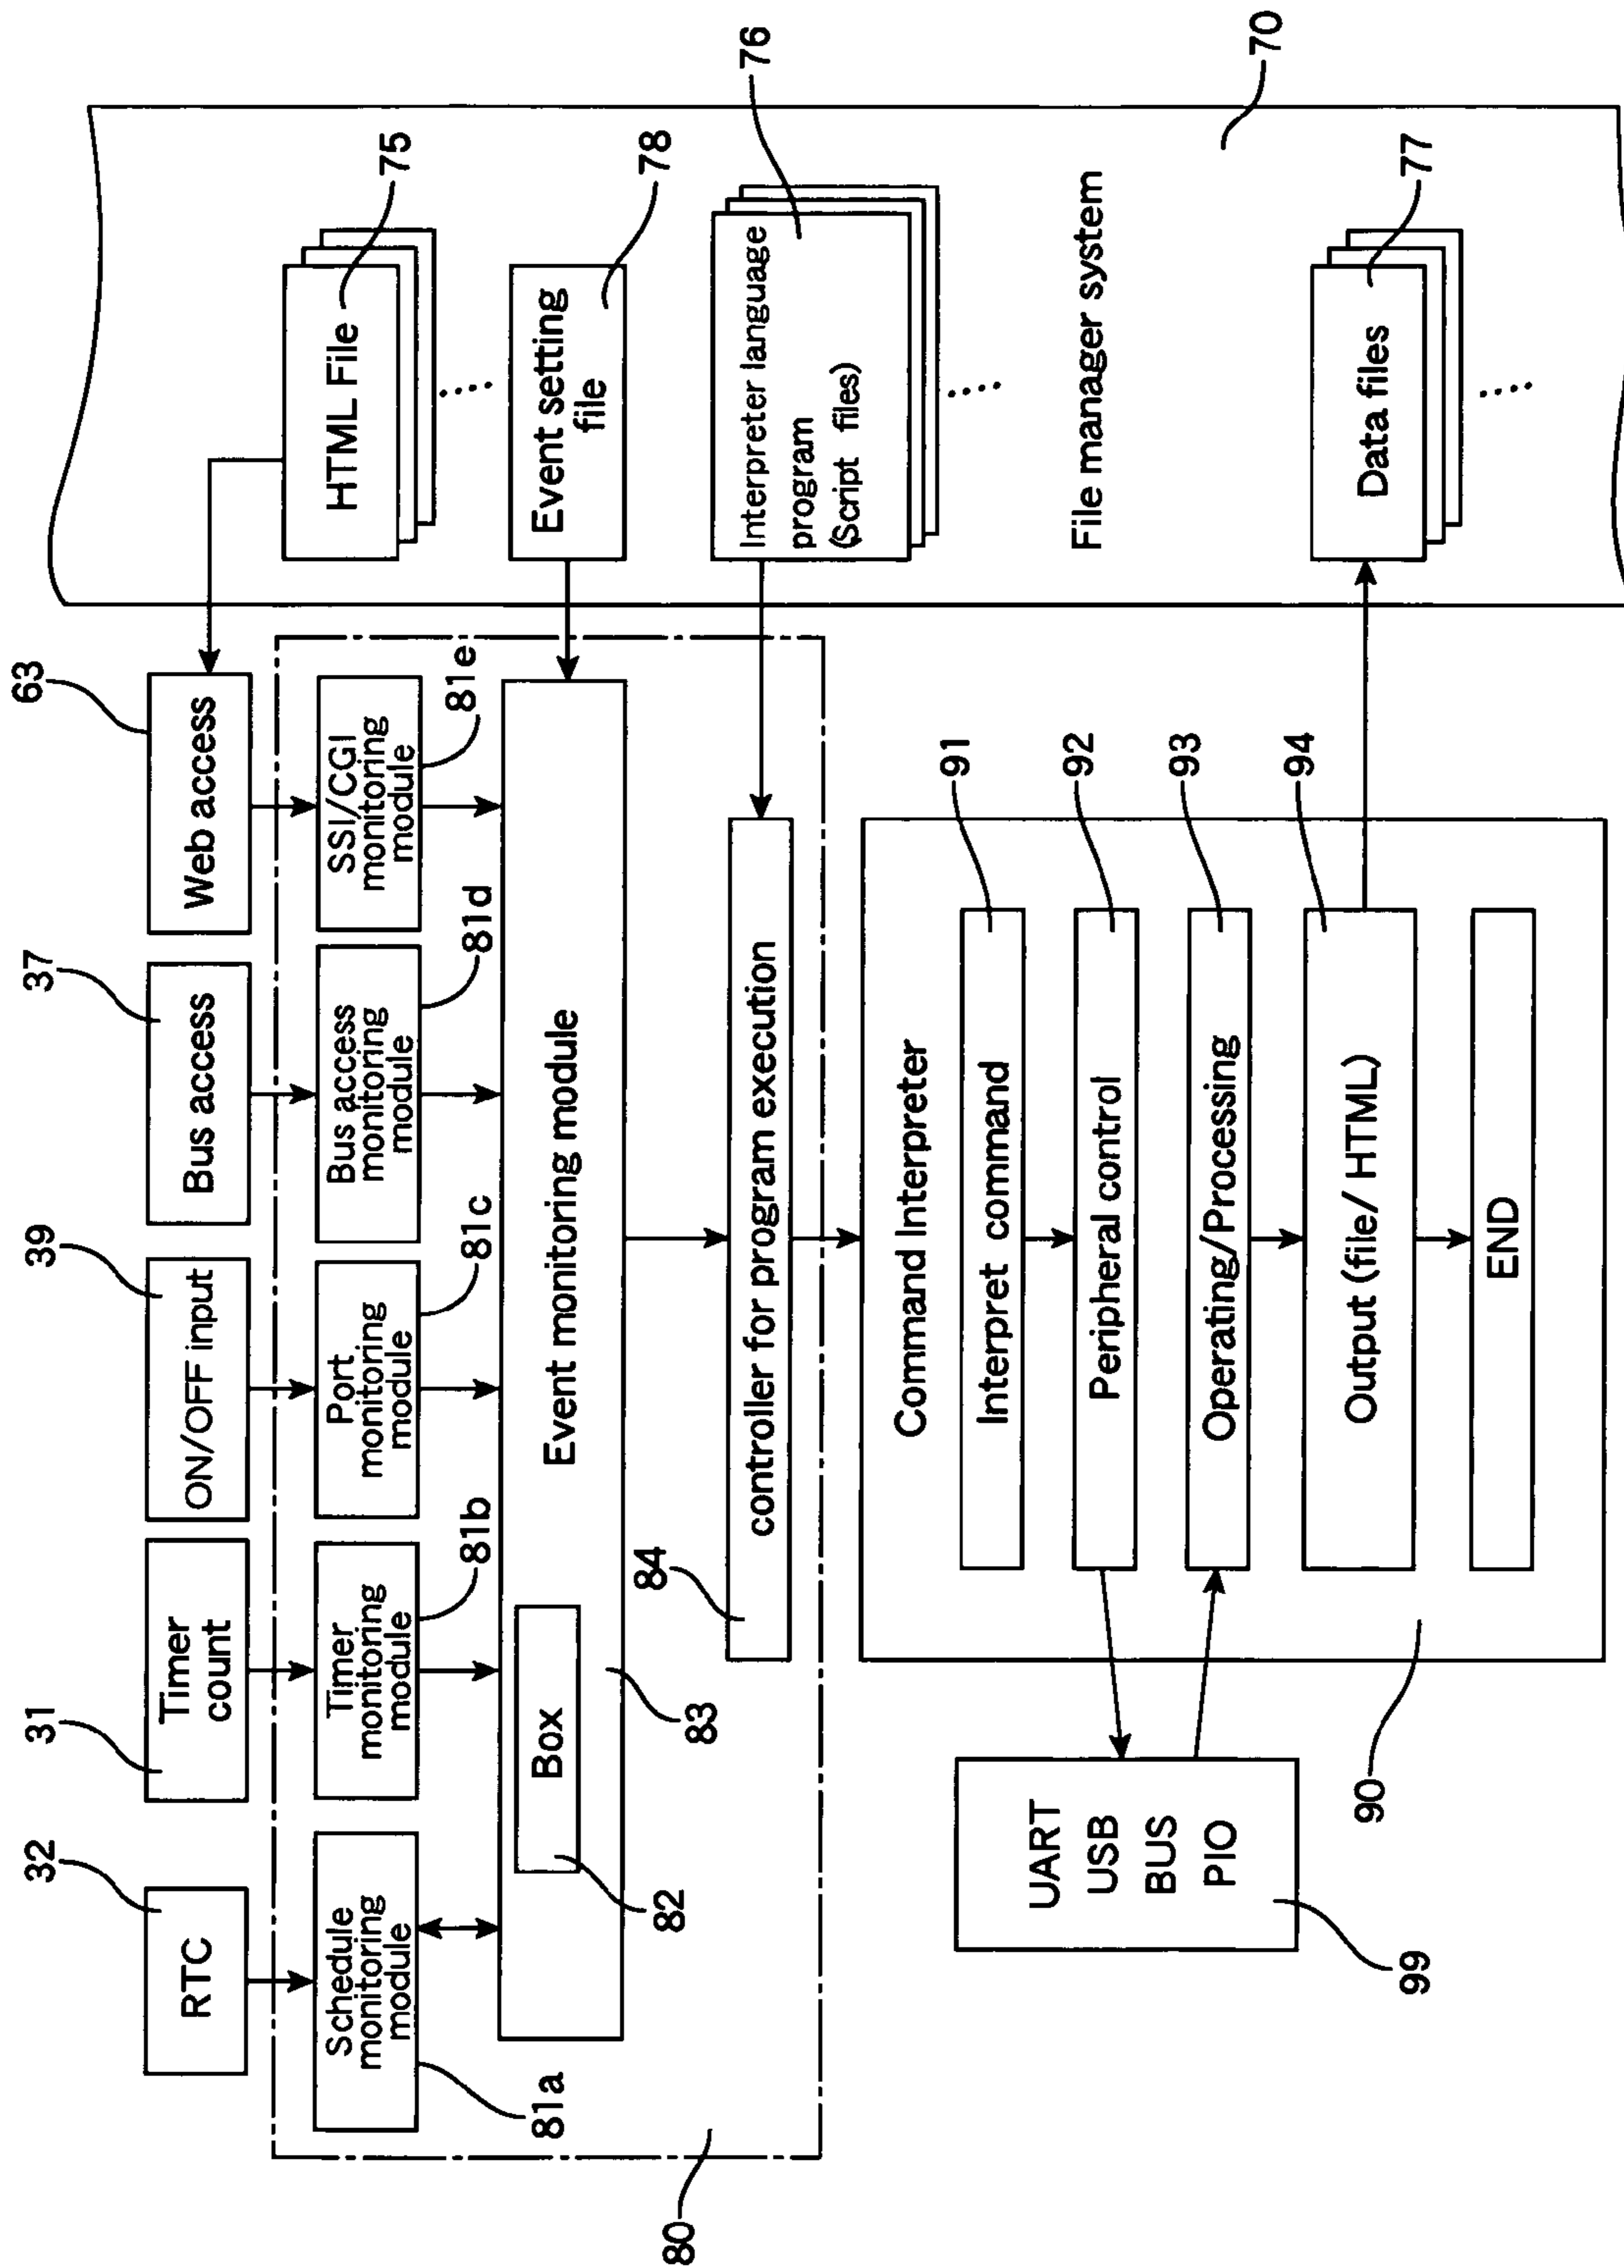 32
31
39
37
63
RTC
Timer
count
ON/OFF input
Bus access
Web access
HTML File
75
Schedule
monitoring
module
Timer
monitoring
module
Port
monitoring
module
Bus access
monitoring
module
SSI/CGI
monitoring
module
81a
81b
81c
81d
81e
Event monitoring module
Box
82
83
Event setting
file
78
80
84
controller for program execution
Interpreter language
program
(Script files)
76
Command Interpreter
Interpret command
91
Peripheral control
92
Operating/Processing
93
Output (file/ HTML)
94
END
90
UART
USB
BUS
PIO
99
File manager system
70
Data files
77